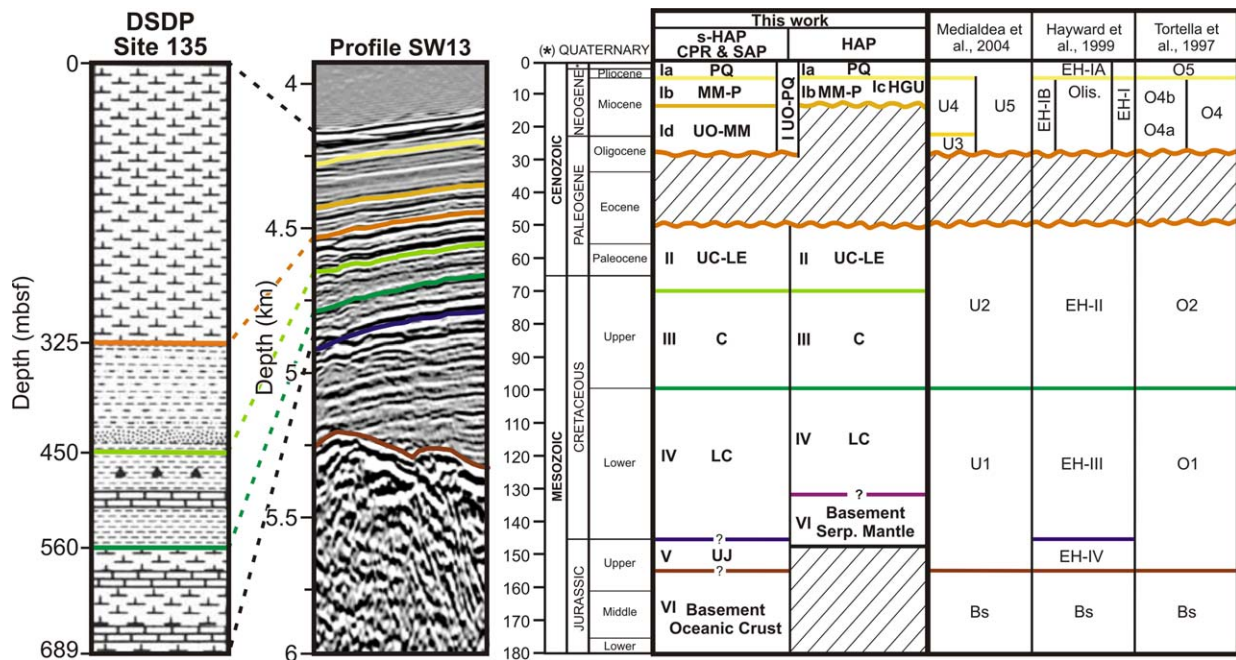 DSDP
Site 135
Depth (mbsf)
0
325
450
560
689
Profile SW13
Depth (km)
4
4.5
5
5.5
6
(*) QUATERNARY
0
10
20
30
40
50
60
70
80
90
100
110
120
130
140
150
160
170
180
CENOZOIC
MESOZOIC
NEOGENE
*
PALEOGENE
CRETACEOUS
JURASSIC
Pliocene
Miocene
Oligocene
Eocene
Paleocene
Upper
Lower
Upper
Middle
Lower
This work
s-HAP
CPR & SAP
Ia PQ
Ib MM-P
Id UO-MM
I UO-PQ
II UC-LE
III C
IV LC
?
V UJ
?
VI Basement
Oceanic Crust
HAP
Ia PQ
Ib MM-P Ic HGU
II UC-LE
III C
IV LC
?
VI Basement
Serp. Mantle
Medialdea et
al., 2004
U4
U5
U3
U2
U1
Bs
Hayward et
al., 1999
EH-IA
EH-IB
Olis.
EH-I
EH-II
EH-III
EH-IV
Bs
Tortella et
al., 1997
O5
O4b
O4
O4a
O2
O1
Bs